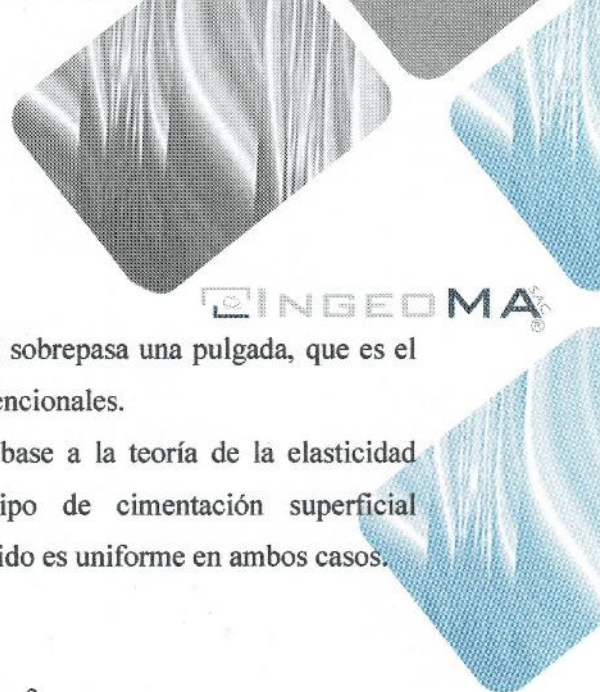 INGEOMA SAC ®
sobrepasa una pulgada, que es el
encionales.
base a la teoría de la elasticidad
ipo de cimentación superficial
ido es uniforme en ambos casos.